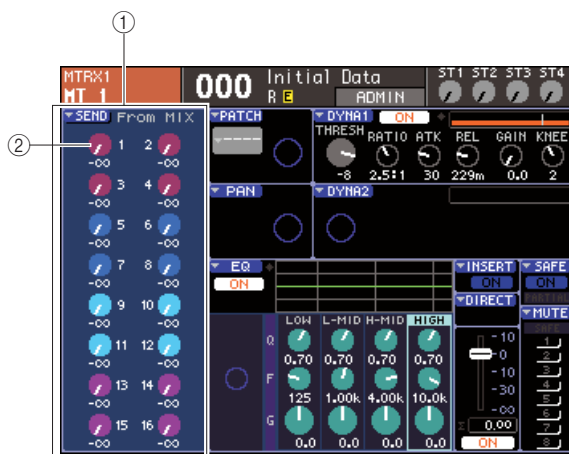 ①
②
MTRX1
MT 1
000 Initial Data
R E ADMIN
ST1 ST2 ST3 ST4
SEND From MIX
1 2
-∞ -∞
3 4
-∞ -∞
5 6
-∞ -∞
7 8
-∞ -∞
9 10
-∞ -∞
11 12
-∞ -∞
13 14
-∞ -∞
15 16
-∞ -∞
PATCH
-----
PAN
DYNA1 ON
THRESH RATIO ATK REL GAIN KNEE
-8 2.5:1 30 229m 0.0 2
DYNA2
EQ
ON
LOW L-MID H-MID HIGH
Q
0.70 0.70 0.70 0.70
F
125 1.00k 4.00k 10.0k
G
0.0 0.0 0.0 0.0
INSERT
ON
DIRECT
-10
-0
-10
-30
-∞
Σ 0.00
ON
SAFE
ON
PARTIAL
MUTE
SAFE
1
2
3
4
5
6
7
8